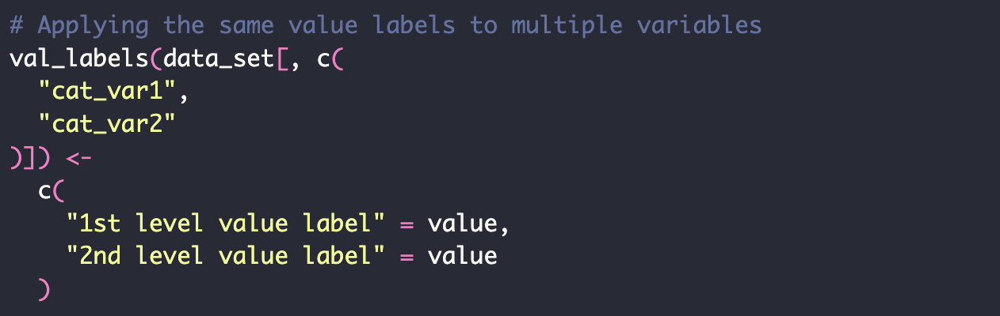 # Applying the same value labels to multiple variables
val_labels(data_set[, c(
  "cat_var1",
  "cat_var2"
)]) <-
  c(
    "1st level value label" = value,
    "2nd level value label" = value
  )